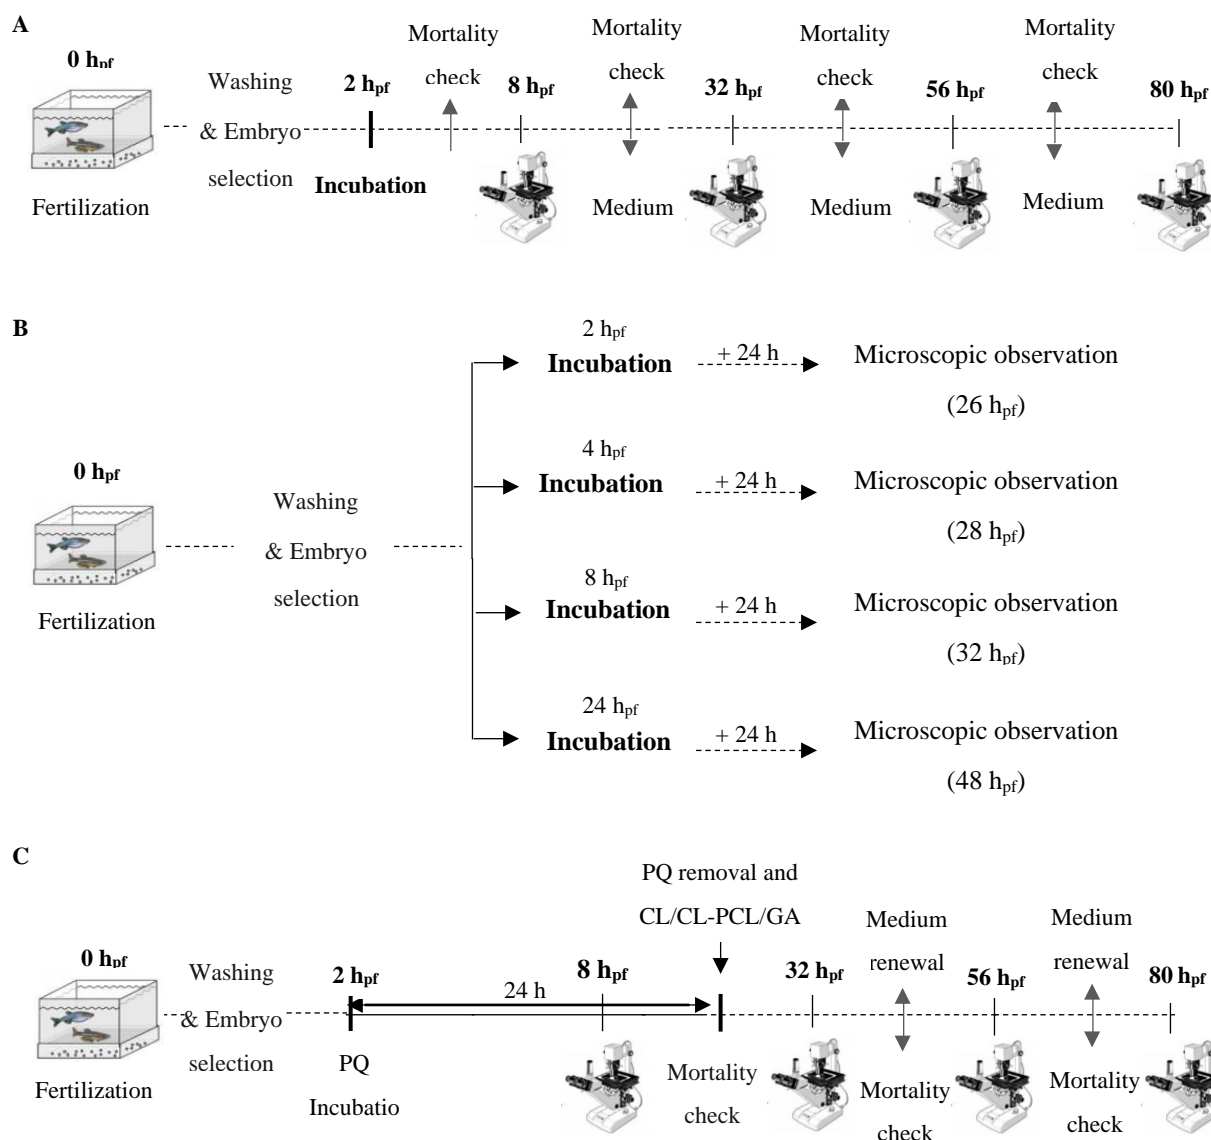 A
0 hpf
Fertilization
Washing
& Embryo
selection
2 hpf
Incubation
Mortality
check
8 hpf
Mortality
check
Medium
32 hpf
Mortality
check
Medium
56 hpf
Mortality
check
Medium
80 hpf
B
0 hpf
Fertilization
Washing
& Embryo
selection
2 hpf
Incubation
+ 24 h
Microscopic observation
(26 hpf)
4 hpf
Incubation
+ 24 h
Microscopic observation
(28 hpf)
8 hpf
Incubation
+ 24 h
Microscopic observation
(32 hpf)
24 hpf
Incubation
+ 24 h
Microscopic observation
(48 hpf)
C
0 hpf
Fertilization
Washing
& Embryo
selection
2 hpf
PQ
Incubatio
24 h
8 hpf
PQ removal and
CL/CL-PCL/GA
Mortality
check
32 hpf
Medium
renewal
Mortality
check
56 hpf
Medium
renewal
Mortality
check
80 hpf